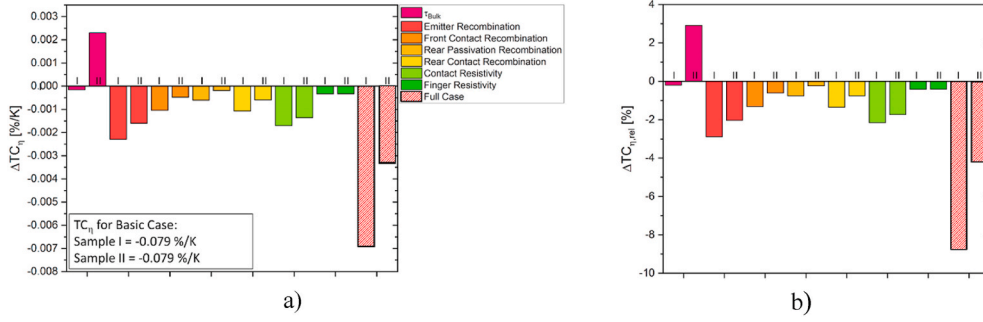 0.003
0.002
0.001
0.000
-0.001
-0.002
-0.003
-0.004
-0.005
-0.006
-0.007
-0.008
ΔTCη [%/K]
I II I II I II I II I II I II I II I II
TCη for Basic Case:
Sample I = -0.079 %/K
Sample II = -0.079 %/K
τBulk
Emitter Recombination
Front Contact Recombination
Rear Passivation Recombination
Rear Contact Recombination
Contact Resistivity
Finger Resistivity
Full Case
a)
4
2
0
-2
-4
-6
-8
-10
ΔTCη,rel [%]
I II I II I II I II I II I II I II I II
b)